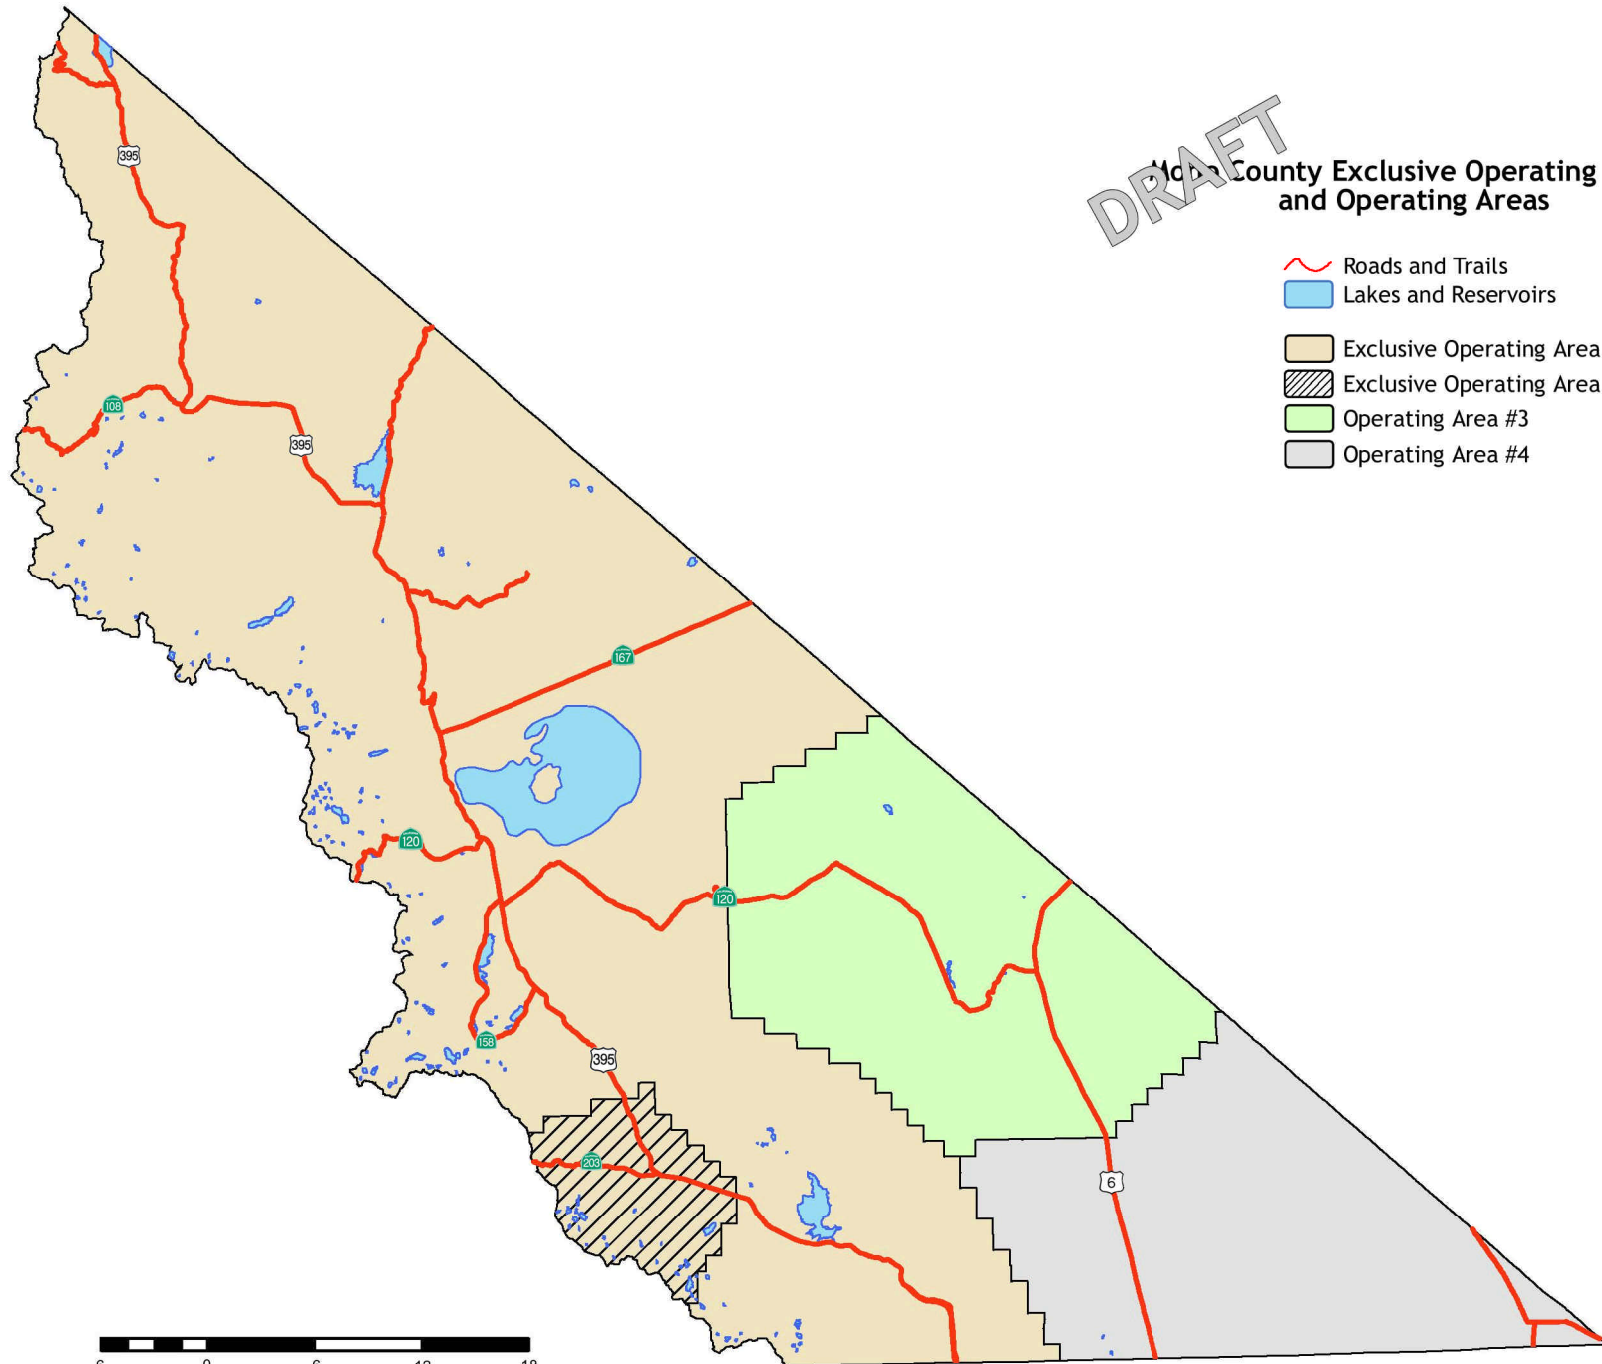 DRAFT
Mono County Exclusive Operating
and Operating Areas
Roads and Trails
Lakes and Reservoirs
Exclusive Operating Area
Exclusive Operating Area
Operating Area #3
Operating Area #4
395
108
395
167
120
120
158
395
203
6